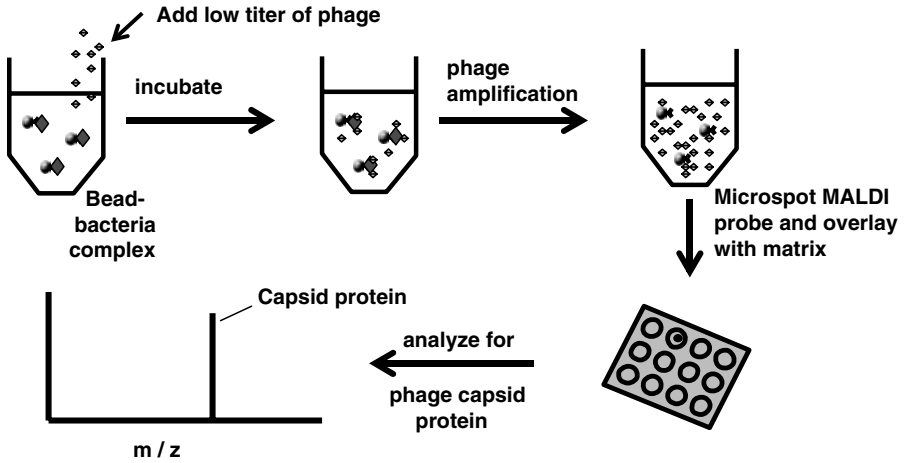 Add low titer of phage
incubate
phage
amplification
Bead-
bacteria
complex
Microspot MALDI
probe and overlay
with matrix
Capsid protein
analyze for
phage capsid
protein
m / z